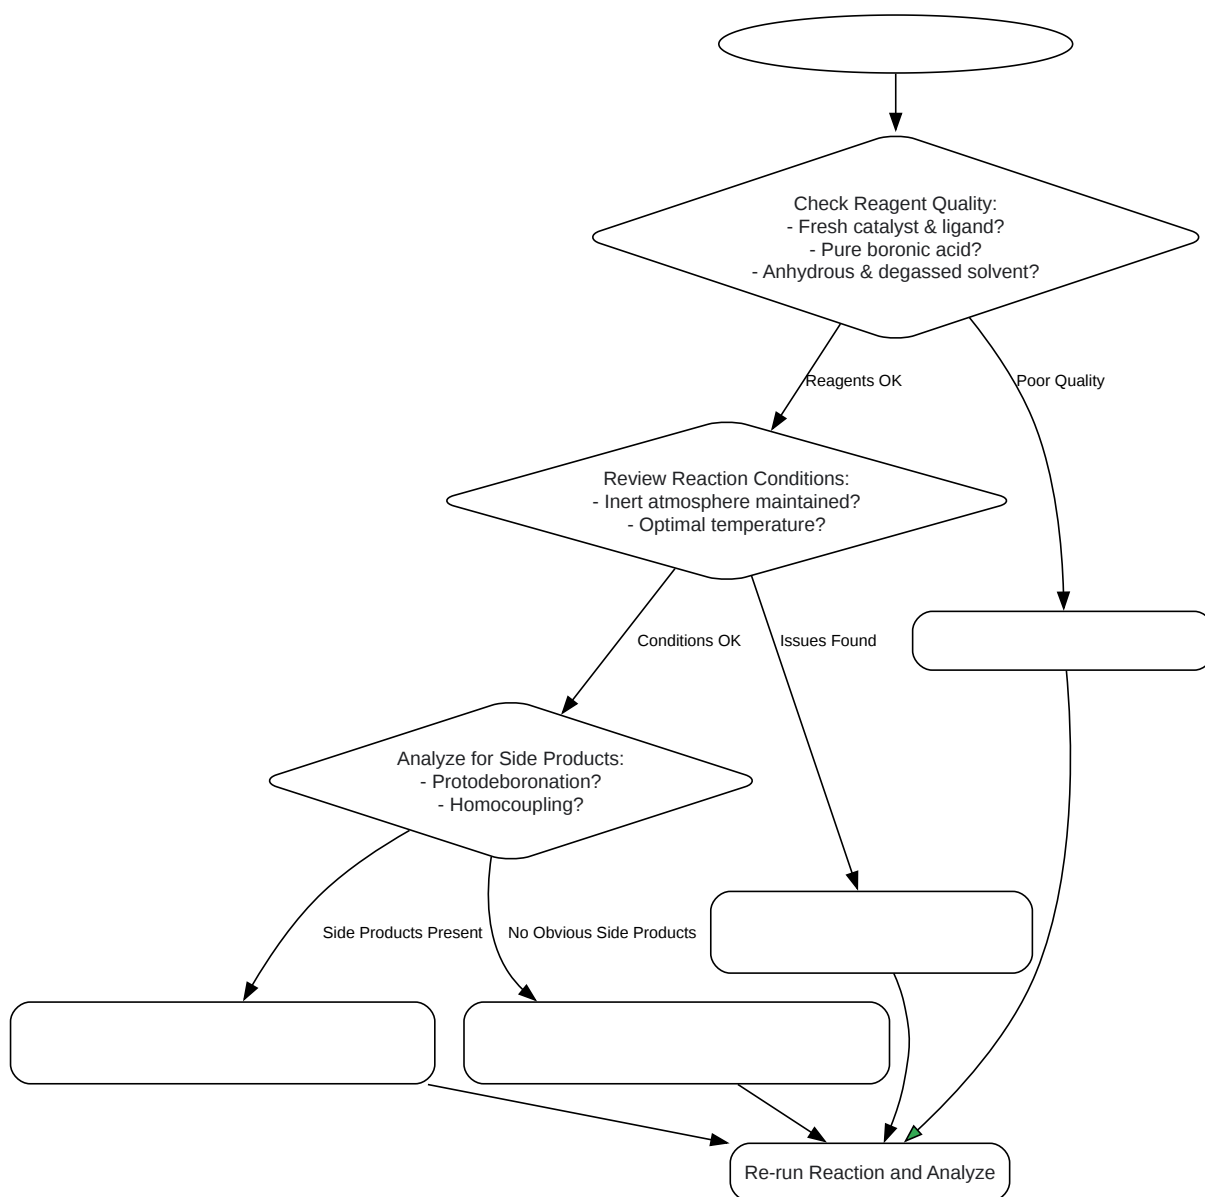 Check Reagent Quality:
- Fresh catalyst & ligand?
- Pure boronic acid?
- Anhydrous & degassed solvent?
Reagents OK
Poor Quality
Review Reaction Conditions:
- Inert atmosphere maintained?
- Optimal temperature?
Conditions OK
Issues Found
Analyze for Side Products:
- Protodeboronation?
- Homocoupling?
Side Products Present
No Obvious Side Products
Re-run Reaction and Analyze